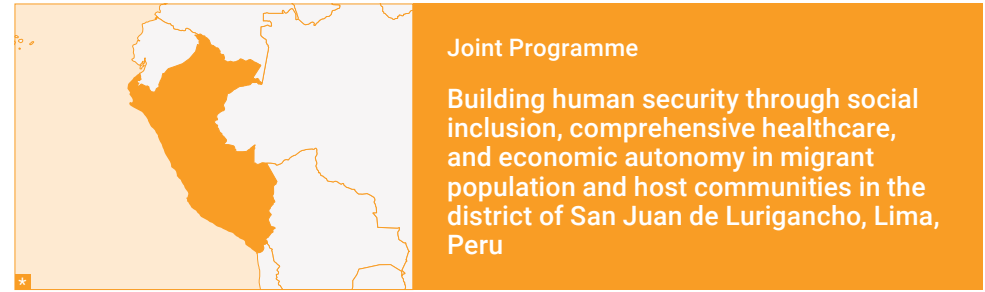 Joint Programme
Building human security through social
inclusion, comprehensive healthcare,
and economic autonomy in migrant
population and host communities in the
district of San Juan de Lurigancho, Lima,
Peru
*